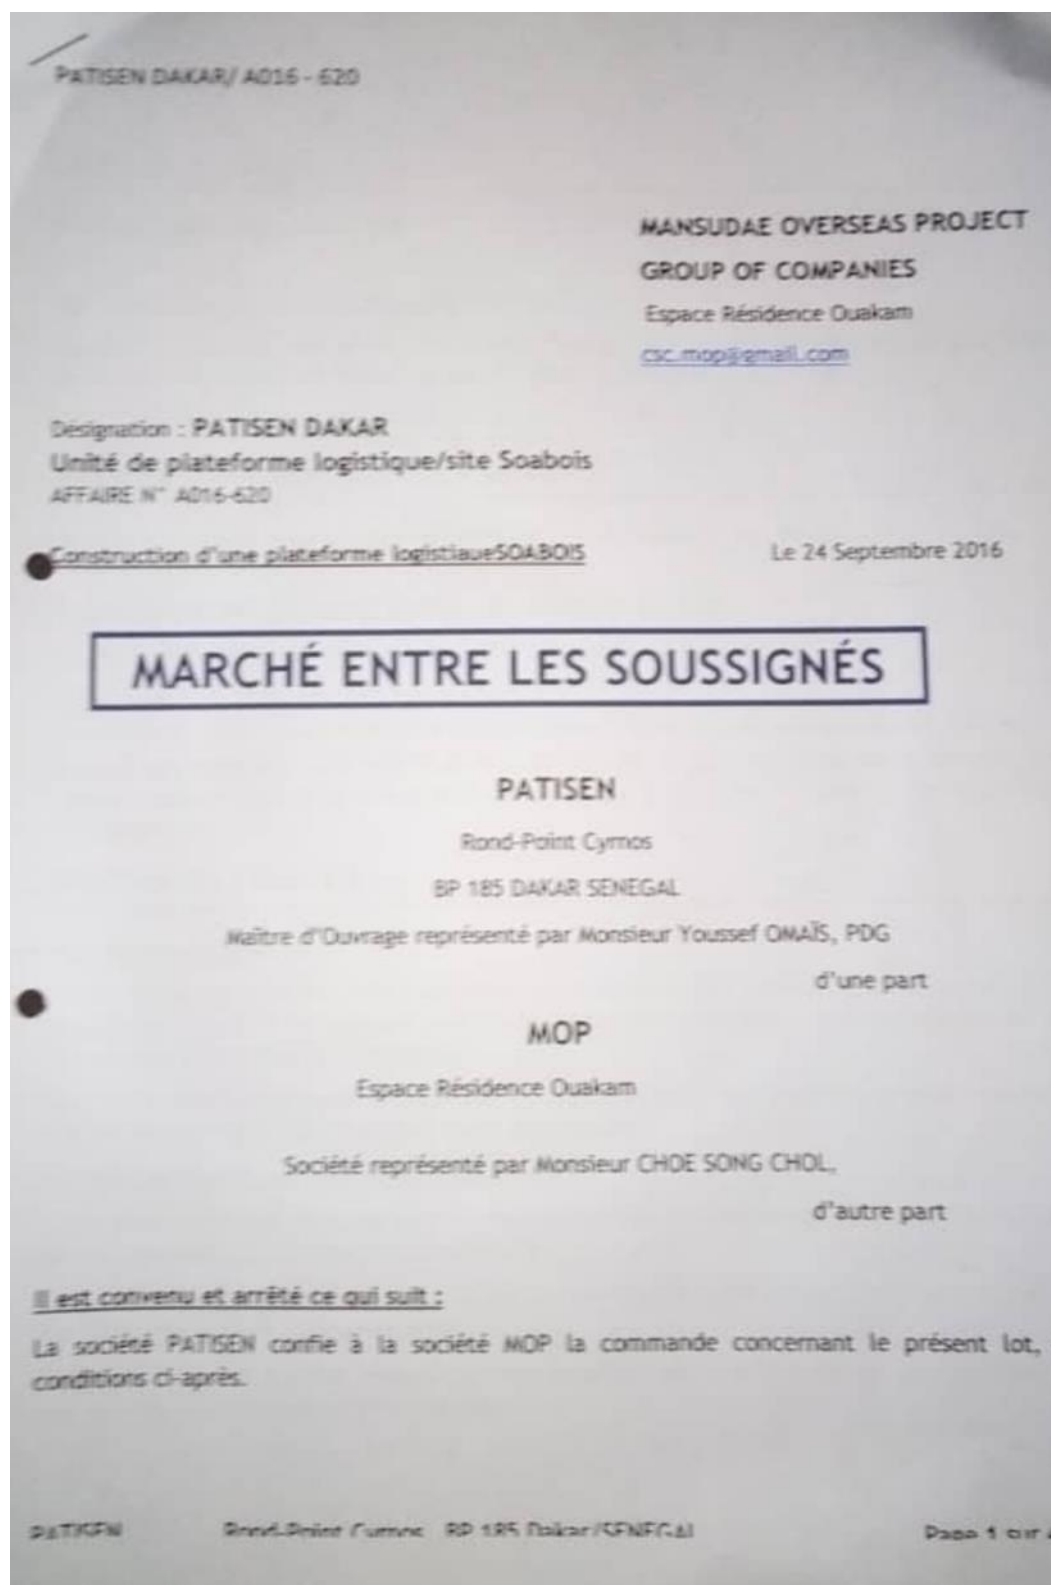 PATISEN DAKAR/ A016 - 620
MANSUDAE OVERSEAS PROJECT
GROUP OF COMPANIES
Espace Résidence Ouakam
csc.mop@gmail.com
Désignation : PATISEN DAKAR
Unité de plateforme logistique/site Soabois
AFFAIRE N° A016-620
Construction d'une plateforme logistiaueSOABOIS
Le 24 Septembre 2016
MARCHÉ ENTRE LES SOUSSIGNÉS
PATISEN
Rond-Point Cymos
BP 185 DAKAR SENEGAL
Maître d'Ouvrage représenté par Monsieur Youssef OMAÏS, PDG
d'une part
MOP
Espace Résidence Ouakam
Société représenté par Monsieur CHOE SONG CHOL,
d'autre part
Il est convenu et arrêté ce qui suit :
La société PATISEN confie à la société MOP la commande concernant le présent lot,
conditions ci-après.
PATISEN Rond-Point Cymos BP 185 Dakar/SENEGAL Page 1 sur